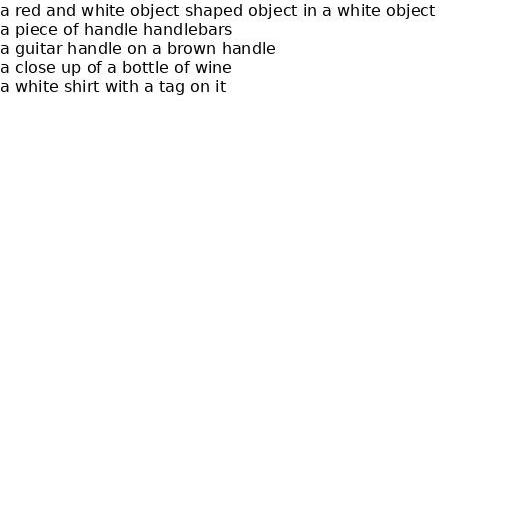 a red and white object shaped object in a white object
a piece of handle handlebars
a guitar handle on a brown handle
a close up of a bottle of wine
a white shirt with a tag on it